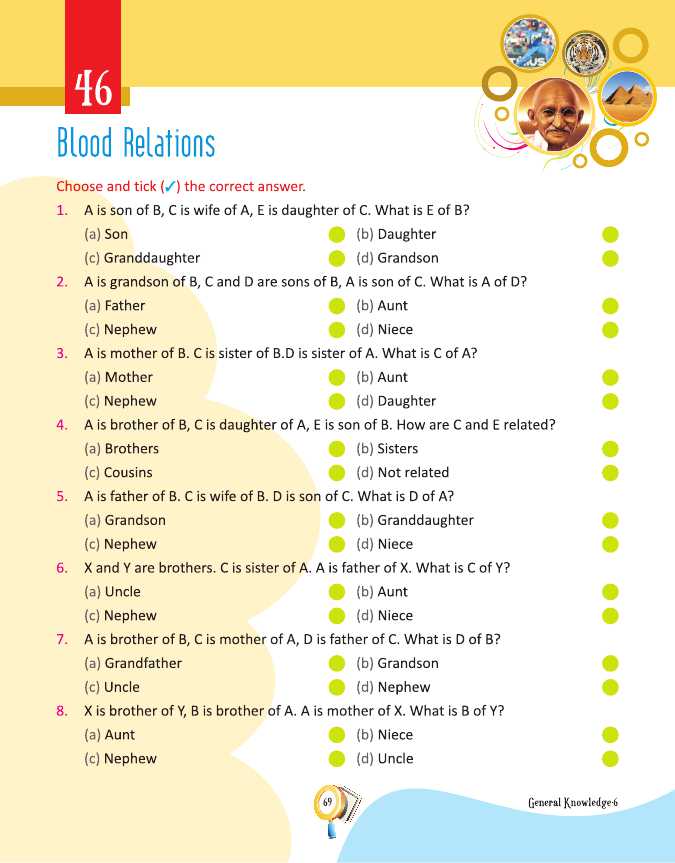 46
Blood Relations
Choose and tick (✓) the correct answer.
1. A is son of B, C is wife of A, E is daughter of C. What is E of B?
(a) Son (b) Daughter
(c) Granddaughter (d) Grandson
2. A is grandson of B, C and D are sons of B, A is son of C. What is A of D?
(a) Father (b) Aunt
(c) Nephew (d) Niece
3. A is mother of B. C is sister of B.D is sister of A. What is C of A?
(a) Mother (b) Aunt
(c) Nephew (d) Daughter
4. A is brother of B, C is daughter of A, E is son of B. How are C and E related?
(a) Brothers (b) Sisters
(c) Cousins (d) Not related
5. A is father of B. C is wife of B. D is son of C. What is D of A?
(a) Grandson (b) Granddaughter
(c) Nephew (d) Niece
6. X and Y are brothers. C is sister of A. A is father of X. What is C of Y?
(a) Uncle (b) Aunt
(c) Nephew (d) Niece
7. A is brother of B, C is mother of A, D is father of C. What is D of B?
(a) Grandfather (b) Grandson
(c) Uncle (d) Nephew
8. X is brother of Y, B is brother of A. A is mother of X. What is B of Y?
(a) Aunt (b) Niece
(c) Nephew (d) Uncle
69
General Knowledge-6